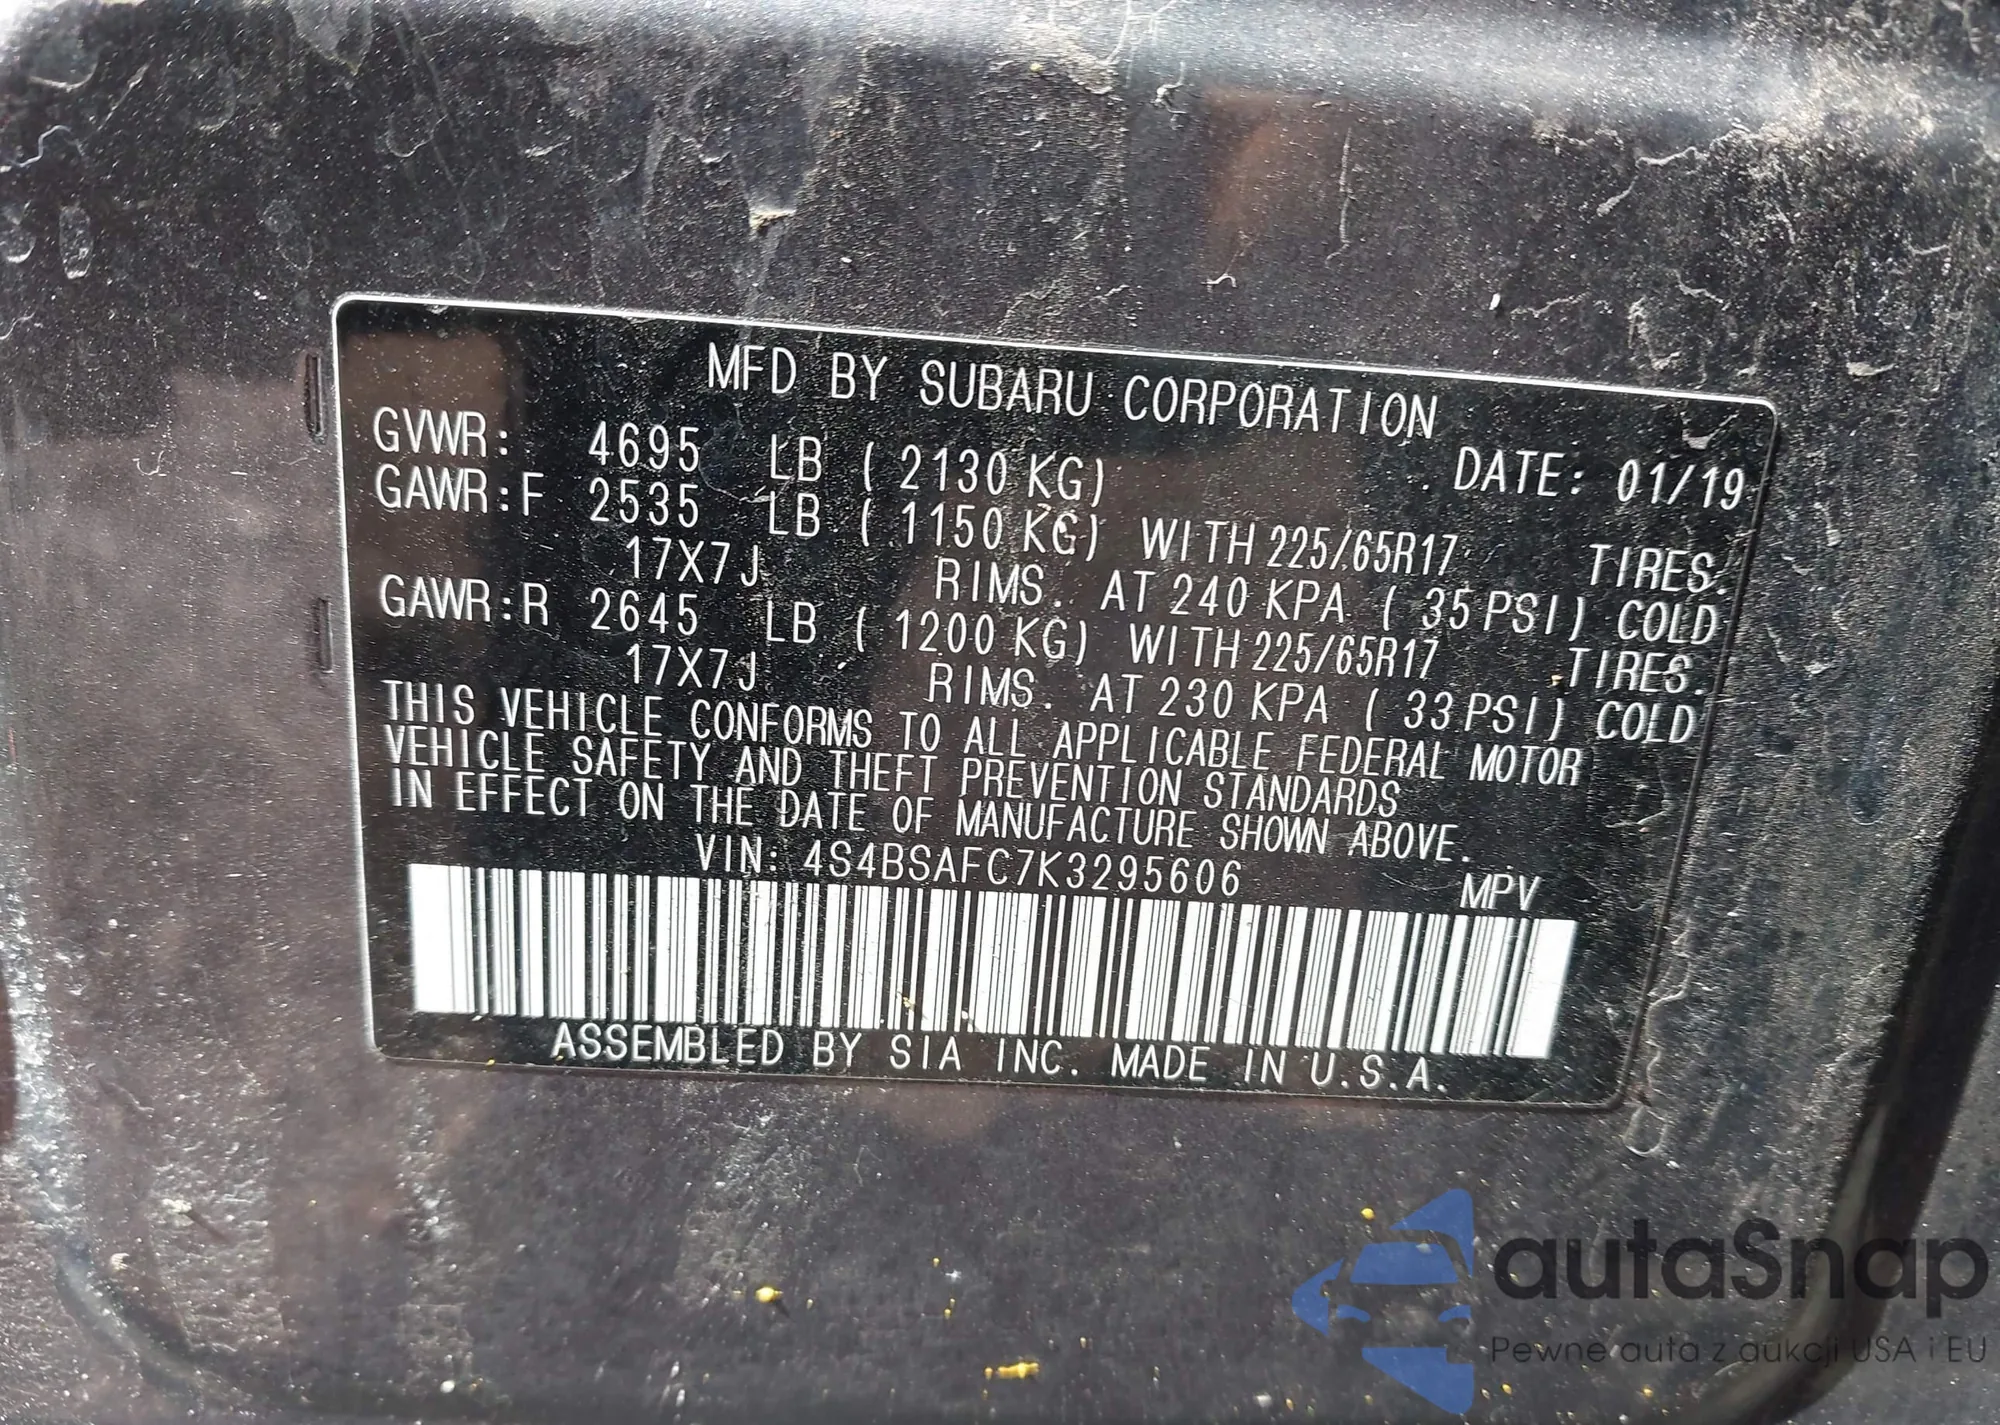 MFD BY SUBARU CORPORATION
GVWR: 4695 LB ( 2130 KG) DATE: 01/19
GAWR:F 2535 LB ( 1150 KG) WITH 225/65R17 TIRES.
17X7J RIMS. AT 240 KPA ( 35 PSI) COLD
GAWR:R 2645 LB ( 1200 KG) WITH 225/65R17 TIRES.
17X7J RIMS. AT 230 KPA ( 33 PSI) COLD
THIS VEHICLE CONFORMS TO ALL APPLICABLE FEDERAL MOTOR
VEHICLE SAFETY AND THEFT PREVENTION STANDARDS
IN EFFECT ON THE DATE OF MANUFACTURE SHOWN ABOVE.
VIN: 4S4BSAFC7K3295606 MPV
ASSEMBLED BY SIA INC. MADE IN U.S.A.
autaSnap
Pewne auta z aukcji USA i EU